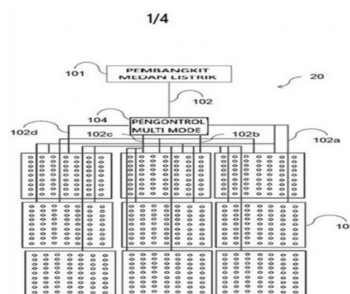 1/4
101
PEMBANGKIT
MEDAN LISTRIK
20
102
104
PENGONTROL
MULTI MODE
102d
102c
102b
102a
10